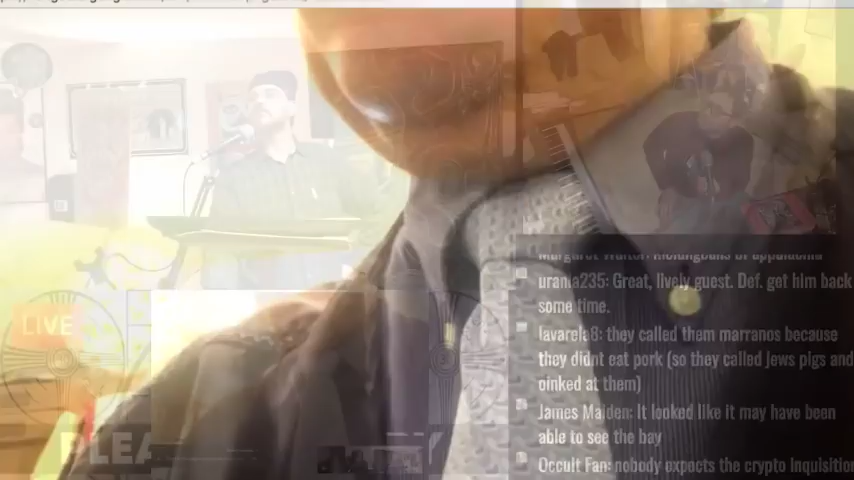 LIVE
PLEA
urania235: Great, lively guest. Def. get him back
some time.
lavarela8: they called them marranos because
they didnt eat pork (so they called Jews pigs and
oinked at them)
James Maiden: It looked like it may have been
able to see the bay
Occult Fan: nobody expects the crypto Inquisition